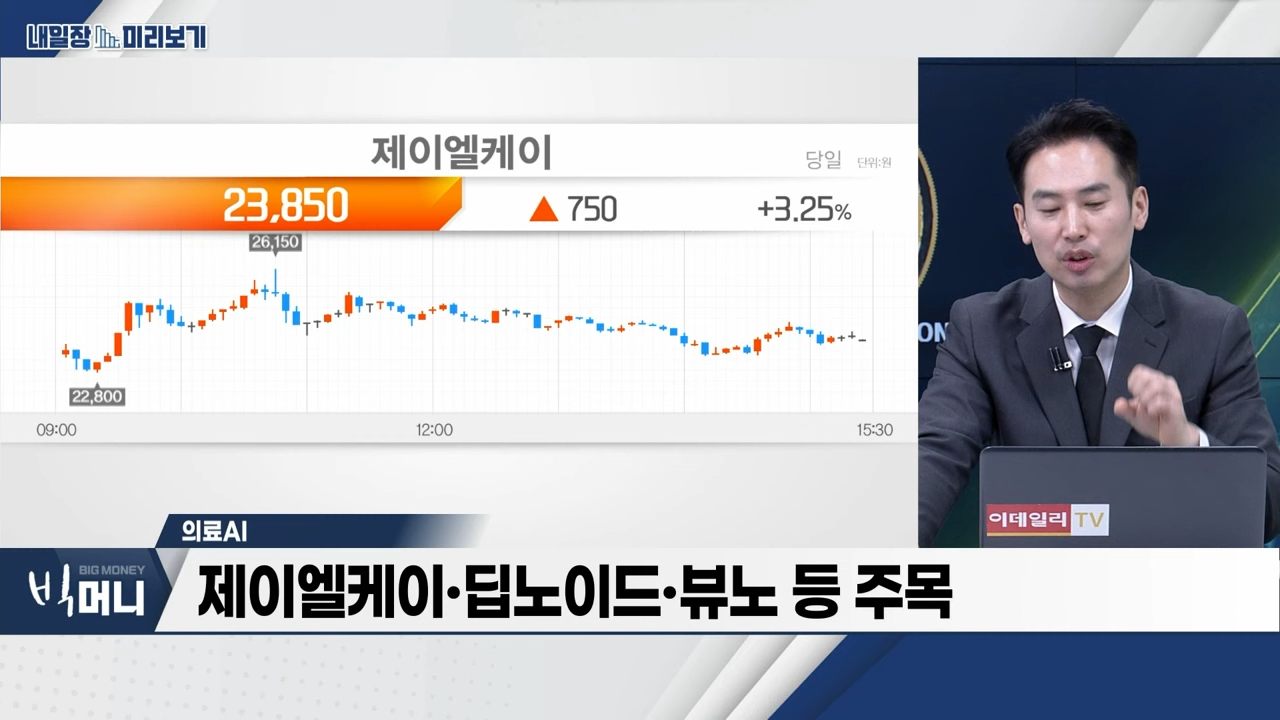 내일장 미리보기
제이엘케이
당일 단위:원
23,850 ▲ 750 +3.25%
26,150
22,800
09:00 12:00 15:30
ON
이데일리 TV
의료AI
BIG MONEY
빅머니
제이엘케이·딥노이드·뷰노 등 주목